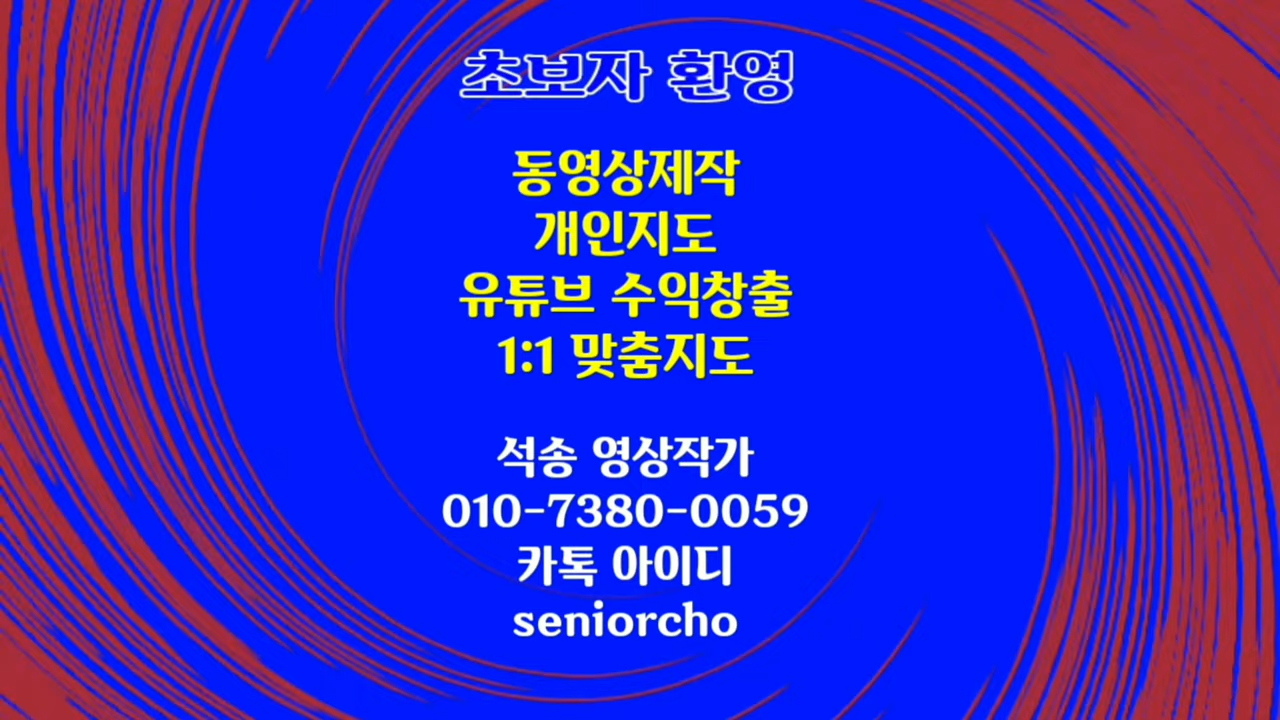 초보자 환영
동영상제작
개인지도
유튜브 수익창출
1:1 맞춤지도
석송 영상작가
010-7380-0059
카톡 아이디
seniorcho